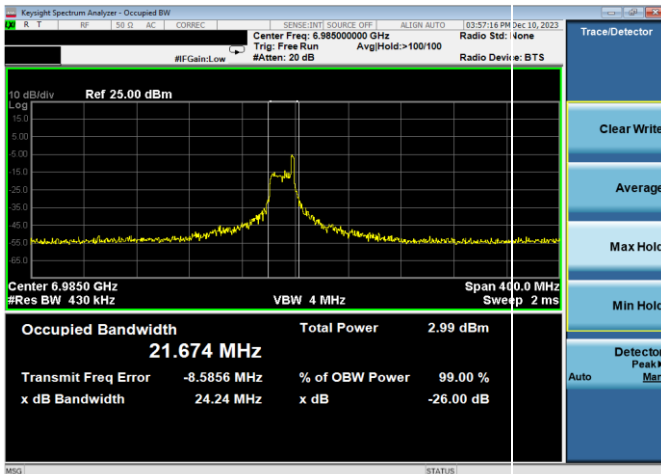 Keysight Spectrum Analyzer - Occupied BW
R T RF 50 Ω AC CORREC SENSE:INT SOURCE OFF ALIGN AUTO 03:57:16 PM Dec 10, 2023
Center Freq: 6.985000000 GHz Radio Std: None
Trig: Free Run Avg|Hold:>100/100
#IFGain:Low #Atten: 20 dB Radio Device: BTS
Trace/Detector
10 dB/div Ref 25.00 dBm
Log
15.0
5.00
-5.00
-15.0
-25.0
-35.0
-45.0
-55.0
-65.0
Center 6.9850 GHz Span 400.0 MHz
#Res BW 430 kHz VBW 4 MHz Sweep 2 ms
Occupied Bandwidth Total Power 2.99 dBm
21.674 MHz
Transmit Freq Error -8.5856 MHz % of OBW Power 99.00 %
x dB Bandwidth 24.24 MHz x dB -26.00 dB
Clear Write
Average
Max Hold
Min Hold
Detector
Peak
Auto Man
MSG STATUS